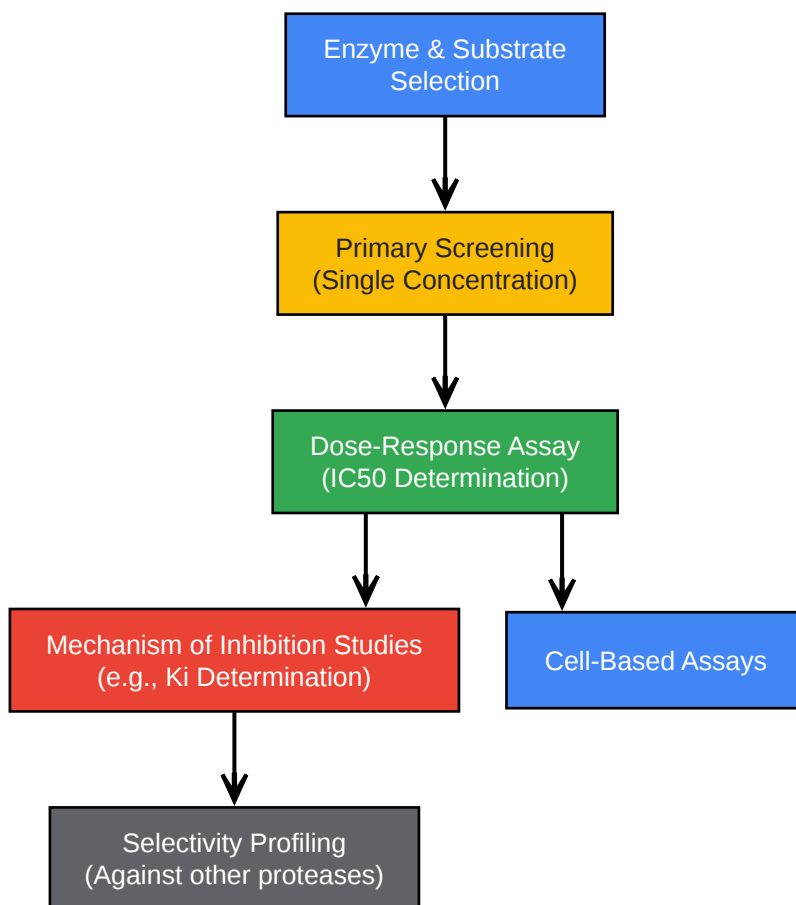 Enzyme & Substrate
Selection
Primary Screening
(Single Concentration)
Dose-Response Assay
(IC50 Determination)
Mechanism of Inhibition Studies
(e.g., Ki Determination)
Cell-Based Assays
Selectivity Profiling
(Against other proteases)